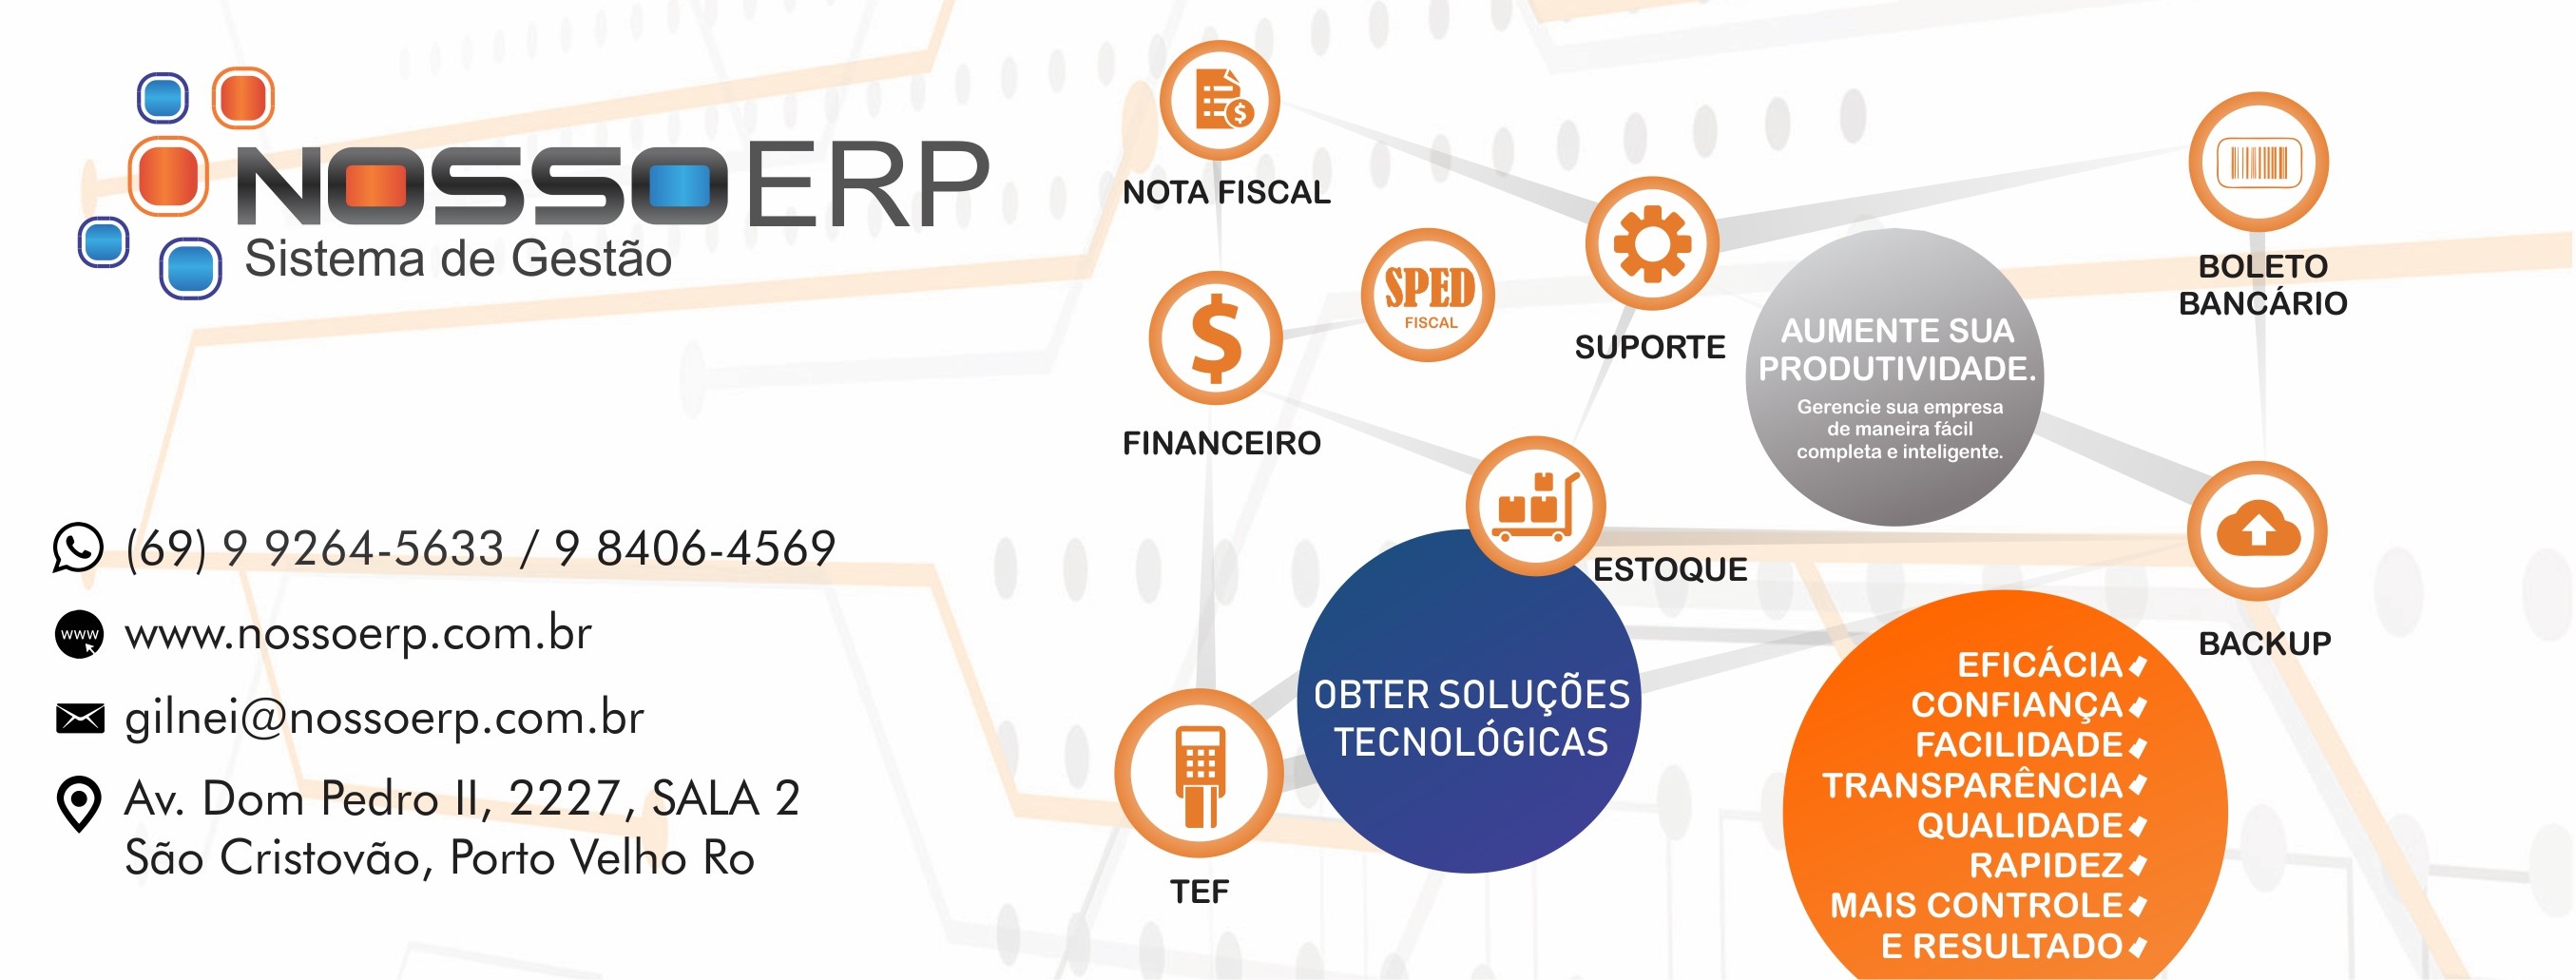 NOSSO ERP
Sistema de Gestão
(69) 9 9264-5633 / 9 8406-4569
www
www.nossoerp.com.br
gilnei@nossoerp.com.br
Av. Dom Pedro II, 2227, SALA 2
São Cristovão, Porto Velho Ro
$
NOTA FISCAL
SPED
FISCAL
$
FINANCEIRO
SUPORTE
BOLETO
BANCÁRIO
AUMENTE SUA
PRODUTIVIDADE.
Gerencie sua empresa
de maneira fácil
completa e inteligente.
ESTOQUE
BACKUP
OBTER SOLUÇÕES
TECNOLÓGICAS
TEF
EFICÁCIA
CONFIANÇA
FACILIDADE
TRANSPARÊNCIA
QUALIDADE
RAPIDEZ
MAIS CONTROLE
E RESULTADO